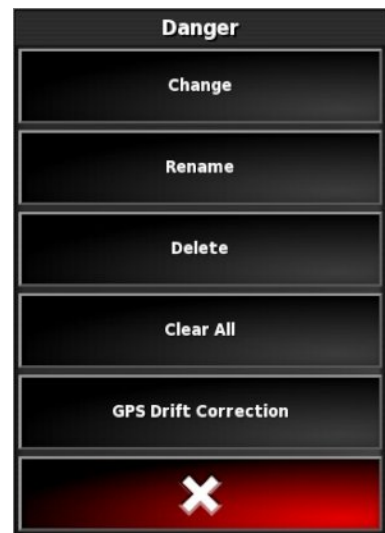 Danger
Change
Rename
Delete
Clear All
GPS Drift Correction